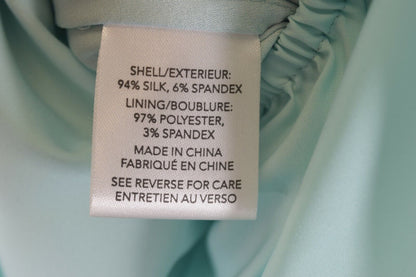 SHELL/EXTERIEUR:
94% SILK, 6% SPANDEX
LINING/BOUBLURE:
97% POLYESTER,
3% SPANDEX
MADE IN CHINA
FABRIQUÉ EN CHINE
SEE REVERSE FOR CARE
ENTRETIEN AU VERSO